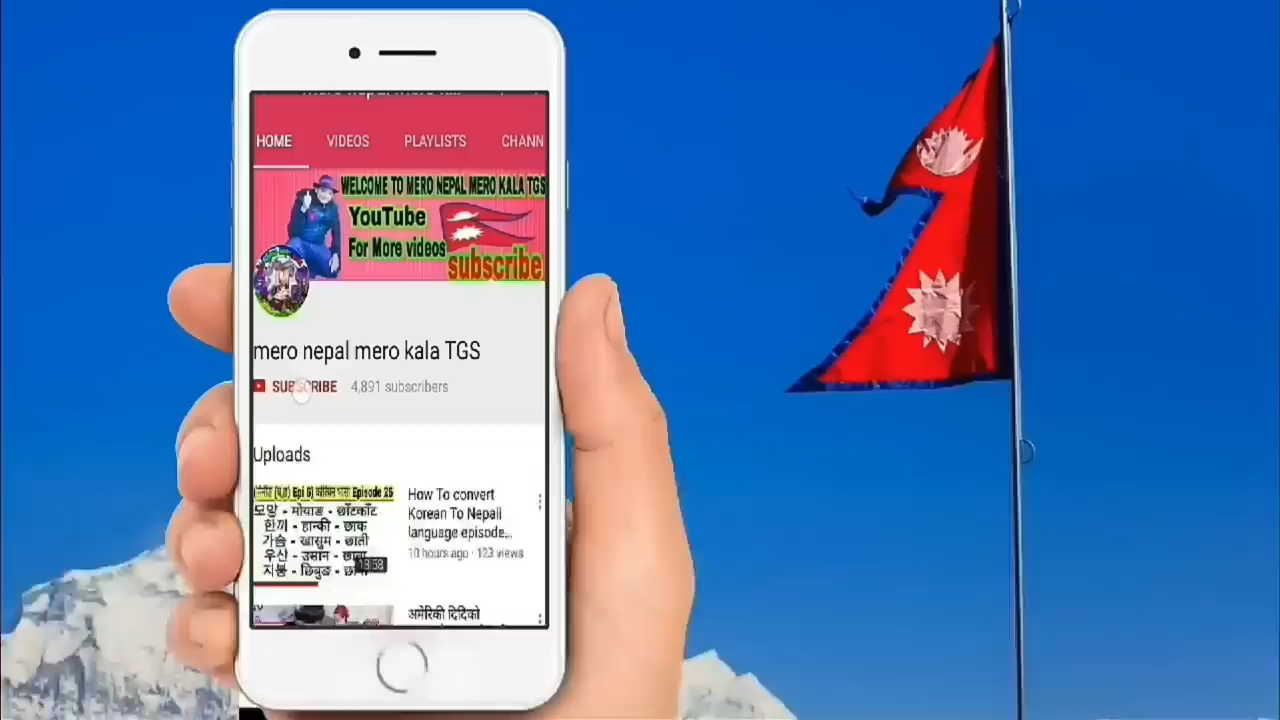 HOME VIDEOS PLAYLISTS CHANN
WELCOME TO MERO NEPAL MERO KALA TGS
YouTube
For More videos
subscribe
mero nepal mero kala TGS
SUBSCRIBE 4,891 subscribers
Uploads
Epi 6) Episode 25
모양 - मोयाङ - छाँटकाँट
한끼 - हान्की - छाक
가슴 - खासुम - छाती
우산 - उसान - छाता
지붕 - छिबुङ -
18:58
How To convert
Korean To Nepali
language episode...
10 hours ago · 123 views
अमेरिकी दिदिको